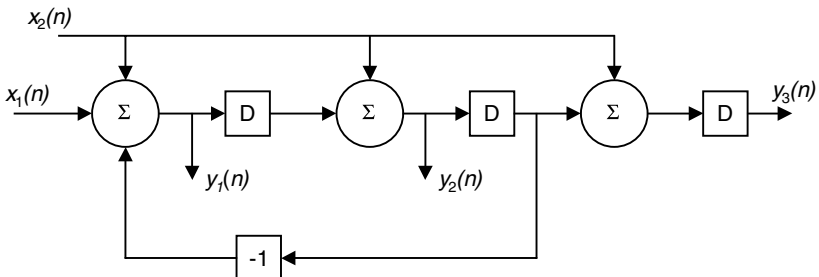 x2(n)
x1(n)
Σ
D
Σ
D
Σ
D
y3(n)
y1(n)
y2(n)
-1